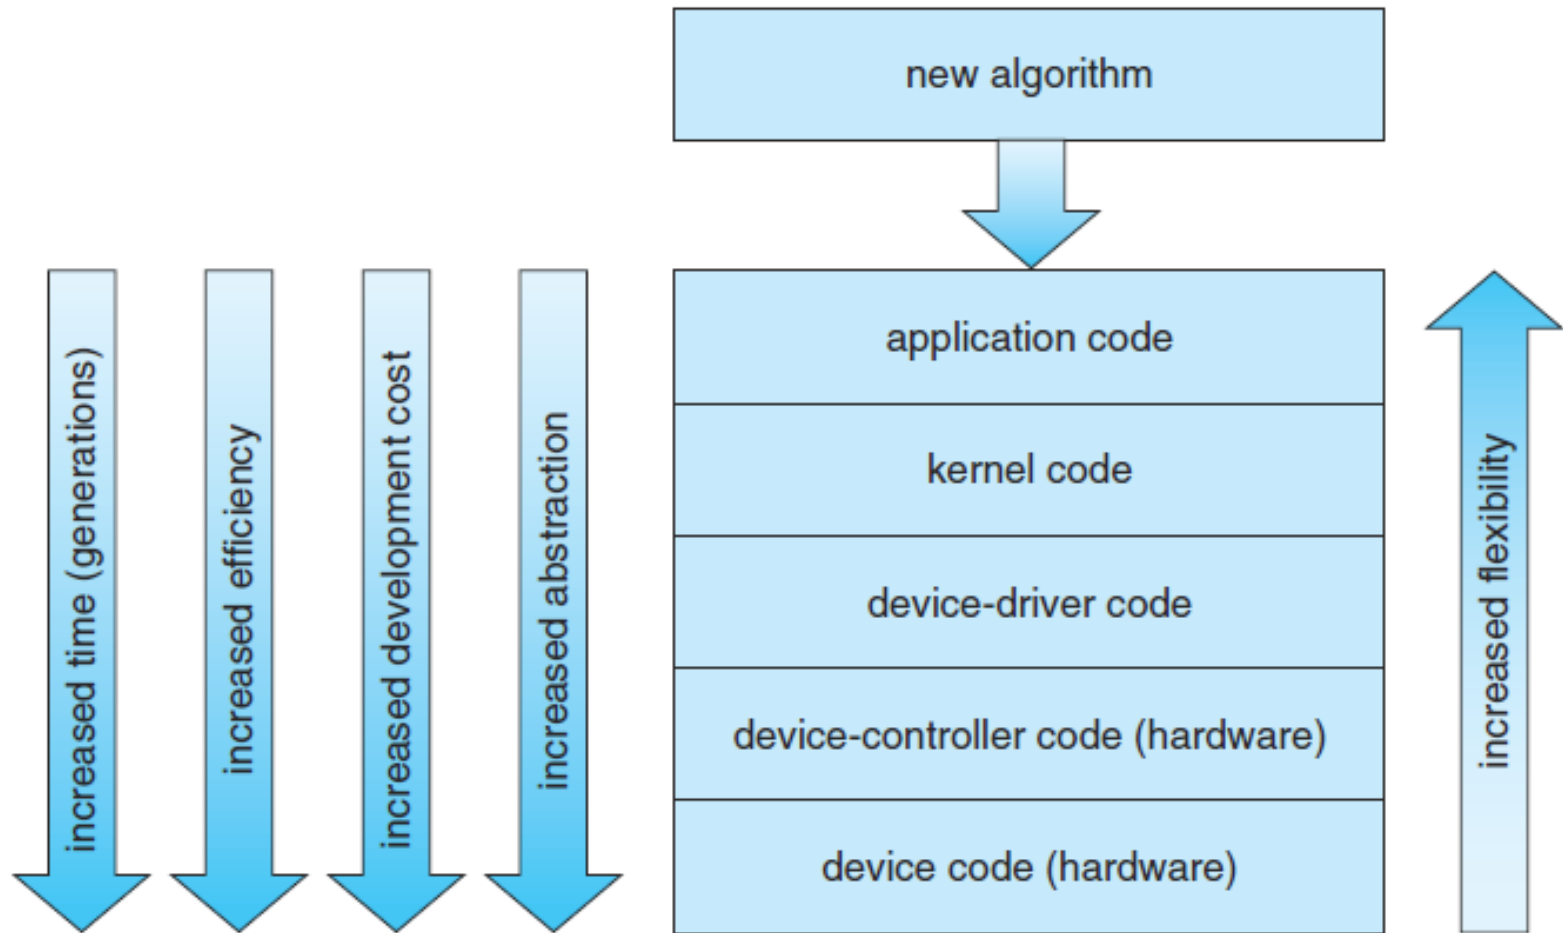 new algorithm
increased time (generations)
increased efficiency
increased development cost
increased abstraction
application code
kernel code
device-driver code
device-controller code (hardware)
device code (hardware)
increased flexibility